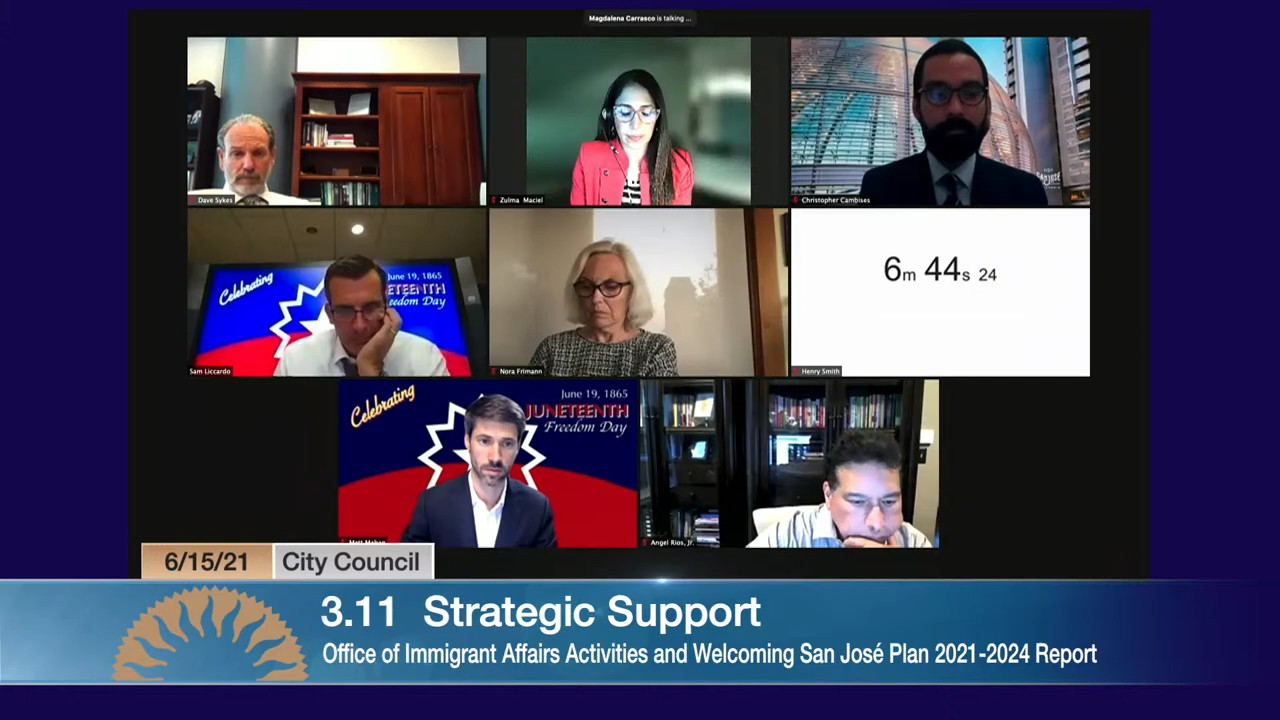 Magdalena Carrasco is talking ...
Dave Sykes
Zulma Maciel
Christopher Cambises
Celebrating
June 19, 1865
Freedom Day
Sam Liccardo
Nora Frimann
6m 44s 24
Henry Smith
Celebrating
June 19, 1865
JUNETEENTH
Freedom Day
Angel Rios, Jr.
6/15/21 City Council
3.11 Strategic Support
Office of Immigrant Affairs Activities and Welcoming San José Plan 2021-2024 Report